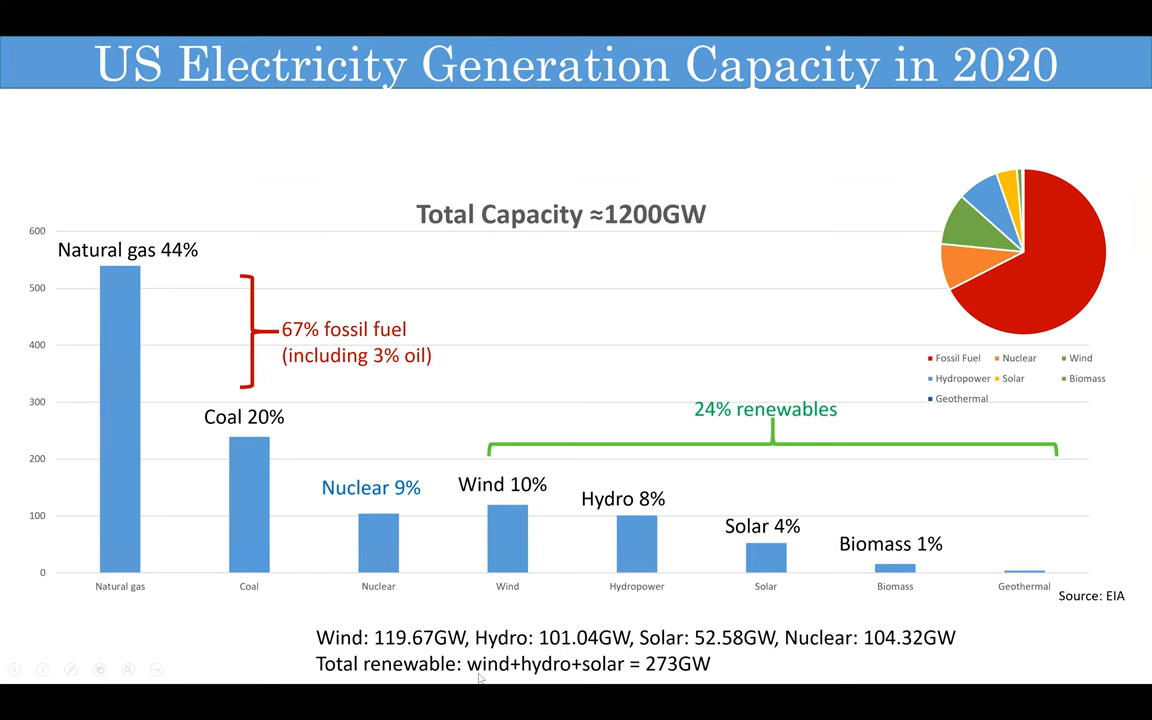 US Electricity Generation Capacity in 2020
Total Capacity ≈1200GW
600
500
400
300
200
100
0
Natural gas 44%
67% fossil fuel
(including 3% oil)
Coal 20%
Nuclear 9%
Wind 10%
Hydro 8%
Solar 4%
Biomass 1%
24% renewables
Natural gas
Coal
Nuclear
Wind
Hydropower
Solar
Biomass
Geothermal
Fossil Fuel Nuclear Wind
Hydropower Solar Biomass
Geothermal
Source: EIA
Wind: 119.67GW, Hydro: 101.04GW, Solar: 52.58GW, Nuclear: 104.32GW
Total renewable: wind+hydro+solar = 273GW